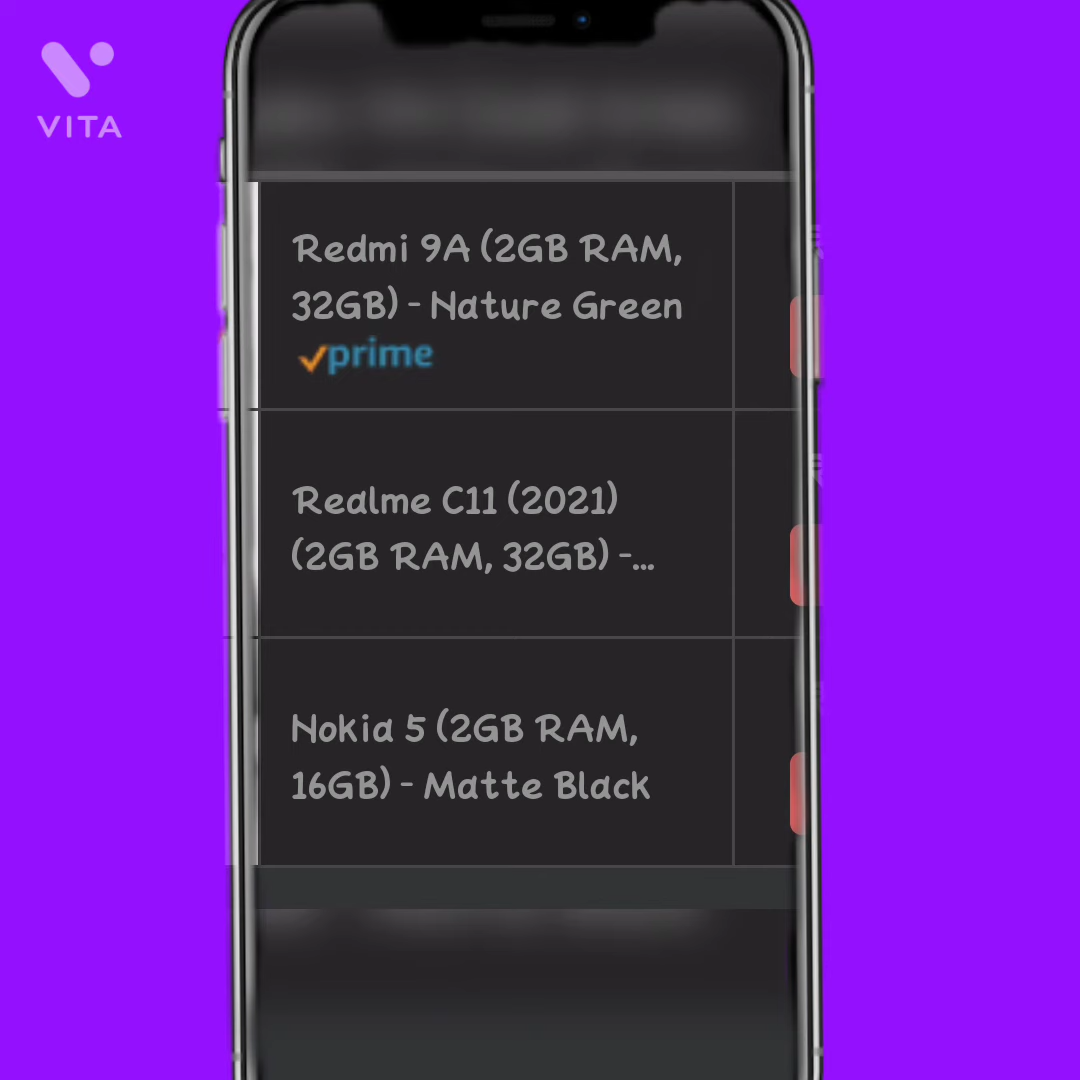 VITA
Redmi 9A (2GB RAM,
32GB) - Nature Green
prime
Realme C11 (2021)
(2GB RAM, 32GB) -...
Nokia 5 (2GB RAM,
16GB) - Matte Black